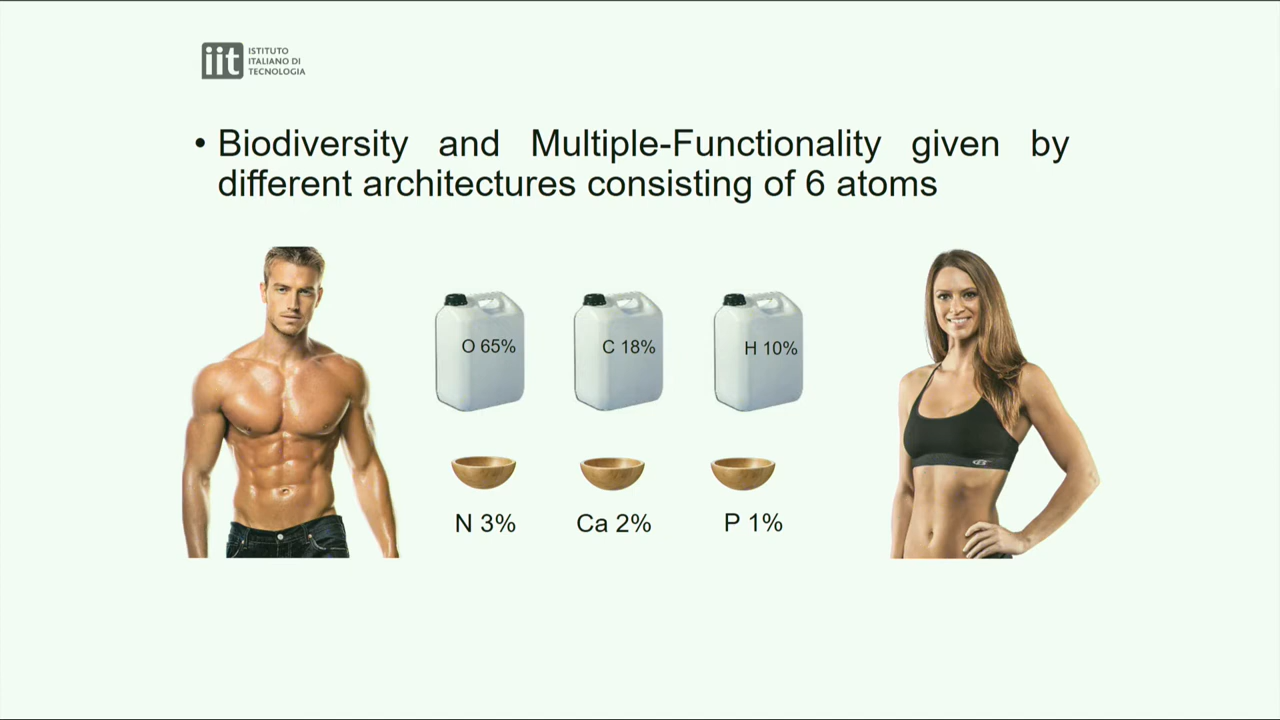 iit
ISTITUTO
ITALIANO DI
TECNOLOGIA
• Biodiversity and Multiple-Functionality given by
different architectures consisting of 6 atoms
O 65%
C 18%
H 10%
N 3%
Ca 2%
P 1%